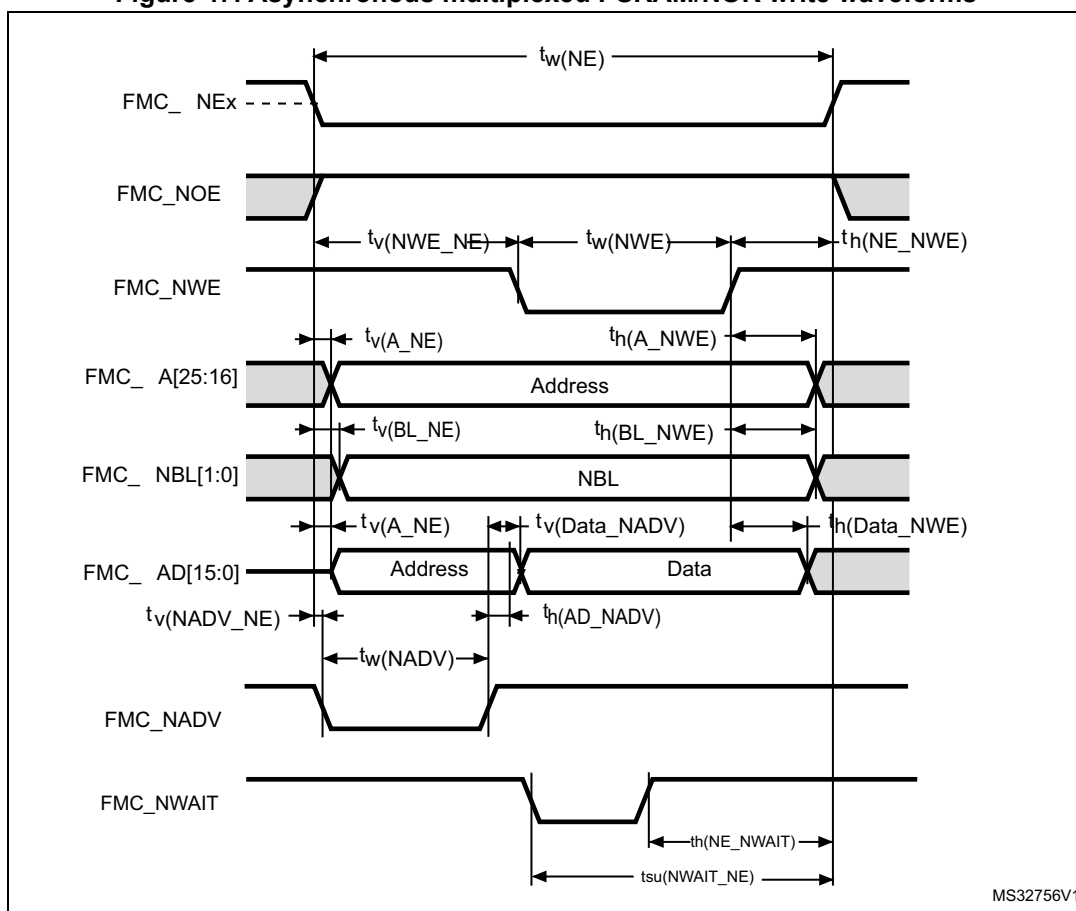 Figure 47. Asynchronous multiplexed PSRAM/NOR write waveforms
tw(NE)
FMC_ NEx
FMC_NOE
tv(NWE_NE)
tw(NWE)
th(NE_NWE)
FMC_NWE
tv(A_NE)
th(A_NWE)
FMC_ A[25:16]
Address
tv(BL_NE)
th(BL_NWE)
FMC_ NBL[1:0]
NBL
tv(A_NE)
tv(Data_NADV)
th(Data_NWE)
FMC_ AD[15:0]
Address
Data
tv(NADV_NE)
th(AD_NADV)
tw(NADV)
FMC_NADV
FMC_NWAIT
th(NE_NWAIT)
tsu(NWAIT_NE)
MS32756V1